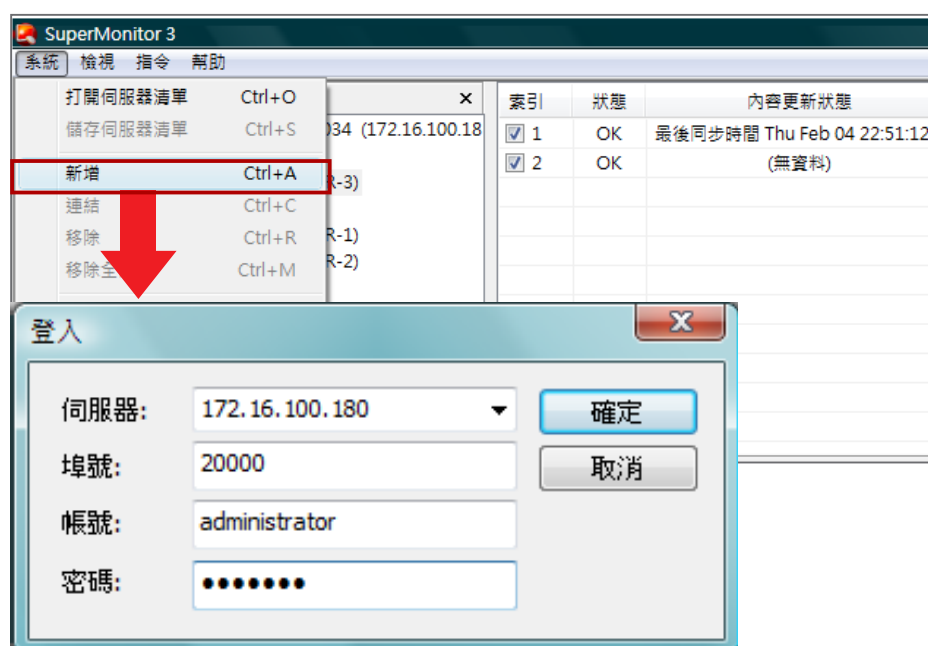 SuperMonitor 3
系統 檢視 指令 幫助
打開伺服器清單 Ctrl+O
儲存伺服器清單 Ctrl+S
新增 Ctrl+A
連結 Ctrl+C
移除 Ctrl+R
移除全 Ctrl+M
034 (172.16.100.18
R-3)
R-1)
R-2)
索引 狀態 內容更新狀態
1 OK 最後同步時間 Thu Feb 04 22:51:12
2 OK (無資料)
登入
伺服器: 172.16.100.180 確定
埠號: 20000 取消
帳號: administrator
密碼: •••••••